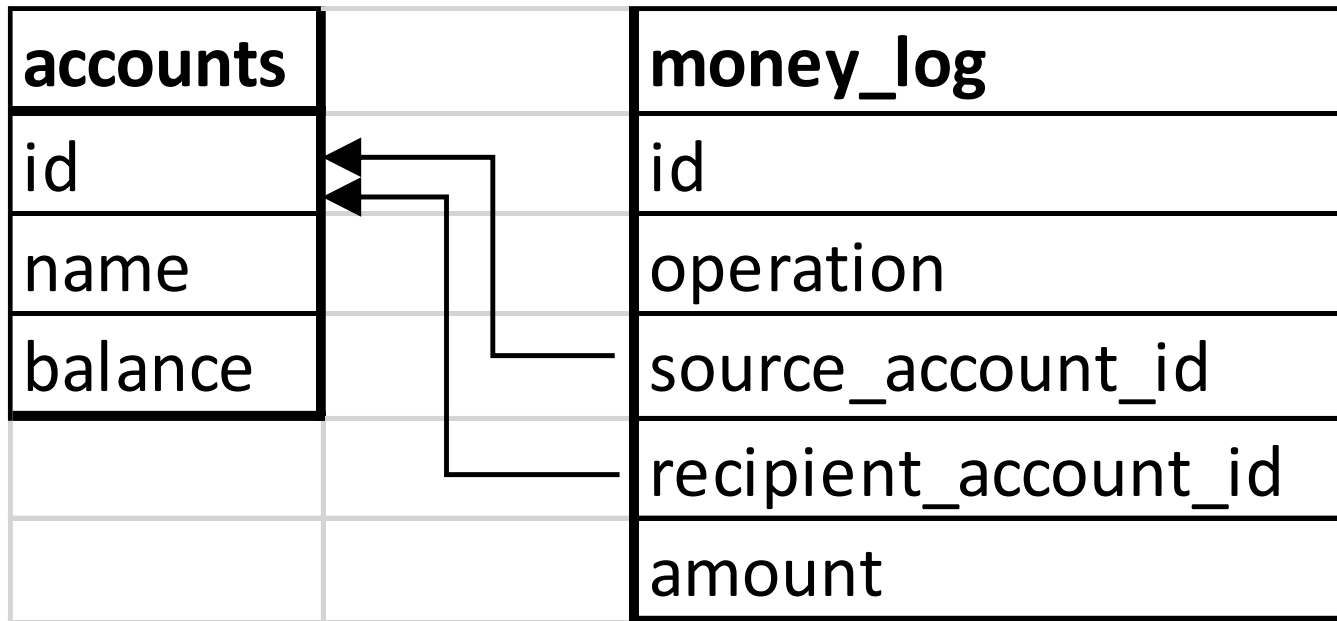 accounts
id
name
balance
money_log
id
operation
source_account_id
recipient_account_id
amount